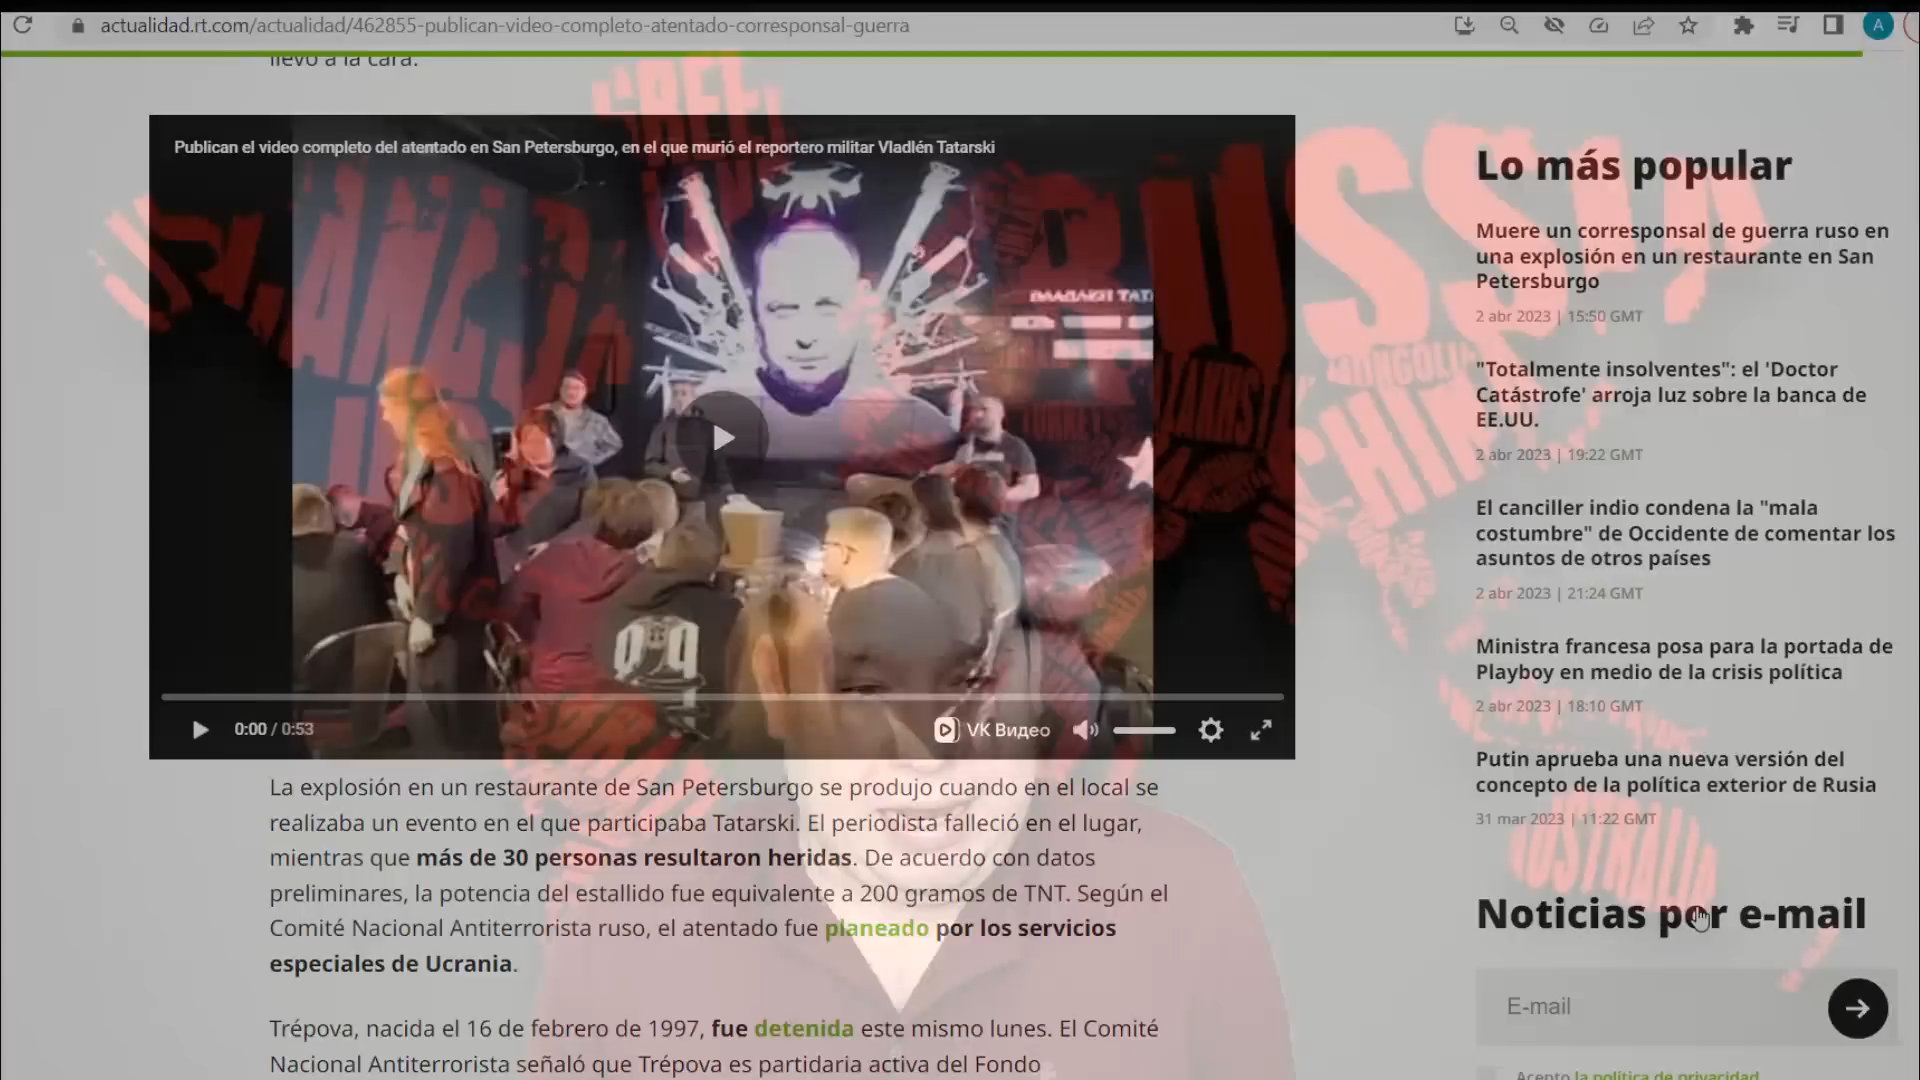 actualidad.rt.com/actualidad/462855-publican-video-completo-atentado-corresponsal-guerra
A
llevó a la cara.
Publican el video completo del atentado en San Petersburgo, en el que murió el reportero militar Vladlén Tatarski
0:00 / 0:53
VK Видео
La explosión en un restaurante de San Petersburgo se produjo cuando en el local se
realizaba un evento en el que participaba Tatarski. El periodista falleció en el lugar,
mientras que más de 30 personas resultaron heridas. De acuerdo con datos
preliminares, la potencia del estallido fue equivalente a 200 gramos de TNT. Según el
Comité Nacional Antiterrorista ruso, el atentado fue planeado por los servicios
especiales de Ucrania.
Trépova, nacida el 16 de febrero de 1997, fue detenida este mismo lunes. El Comité
Nacional Antiterrorista señaló que Trépova es partidaria activa del Fondo
Lo más popular
Muere un corresponsal de guerra ruso en
una explosión en un restaurante en San
Petersburgo
2 abr 2023 | 15:50 GMT
"Totalmente insolventes": el 'Doctor
Catástrofe' arroja luz sobre la banca de
EE.UU.
2 abr 2023 | 19:22 GMT
El canciller indio condena la "mala
costumbre" de Occidente de comentar los
asuntos de otros países
2 abr 2023 | 21:24 GMT
Ministra francesa posa para la portada de
Playboy en medio de la crisis política
2 abr 2023 | 18:10 GMT
Putin aprueba una nueva versión del
concepto de la política exterior de Rusia
31 mar 2023 | 11:22 GMT
Noticias por e-mail
E-mail
Acepto la política de privacidad
RUSSIA
MONGOLIA
CHINA
AUSTRALIA